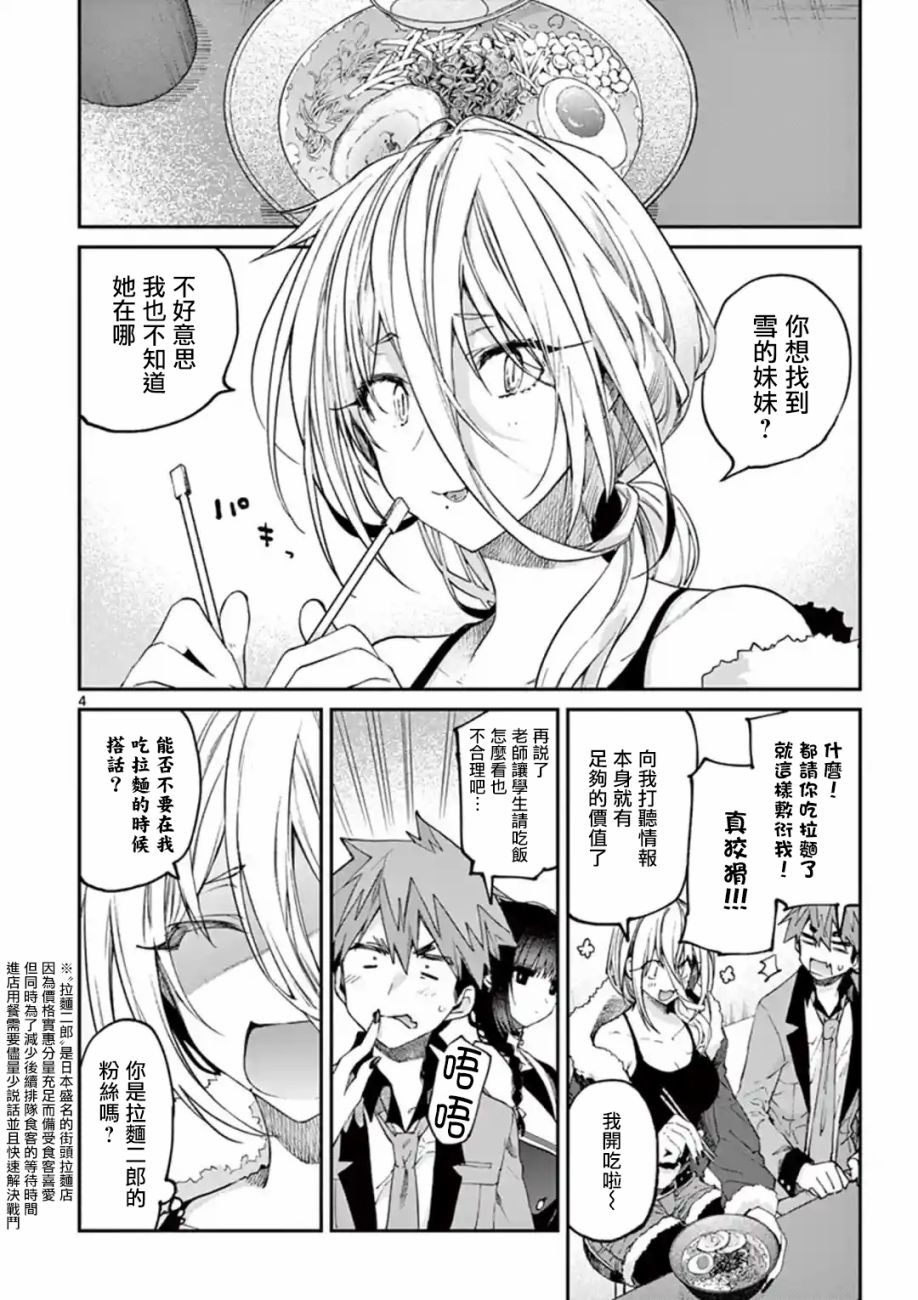 你想找到
雪的妹妹？
不好意思
我也不知道
她在哪
パキッ
4
什麼！
都請你吃拉麵了
就這樣敷衍我！
真狡猾!!!
向我打聽情報
本身就有
足夠的價值了
我開吃啦～
再說了
老師讓學生請吃飯
怎麼看也
不合理吧…
唔
唔
能否不要在我
吃拉麵的時候
搭話？
你是拉麵二郎的
粉絲嗎？
※〝拉麵二郎〞是日本盛名的街頭拉麵店
因為價格實惠分量充足而備受食客喜愛
但同時為了減少後續排隊食客的等待時間
進店用餐需要儘量少說話並且快速解決戰鬥